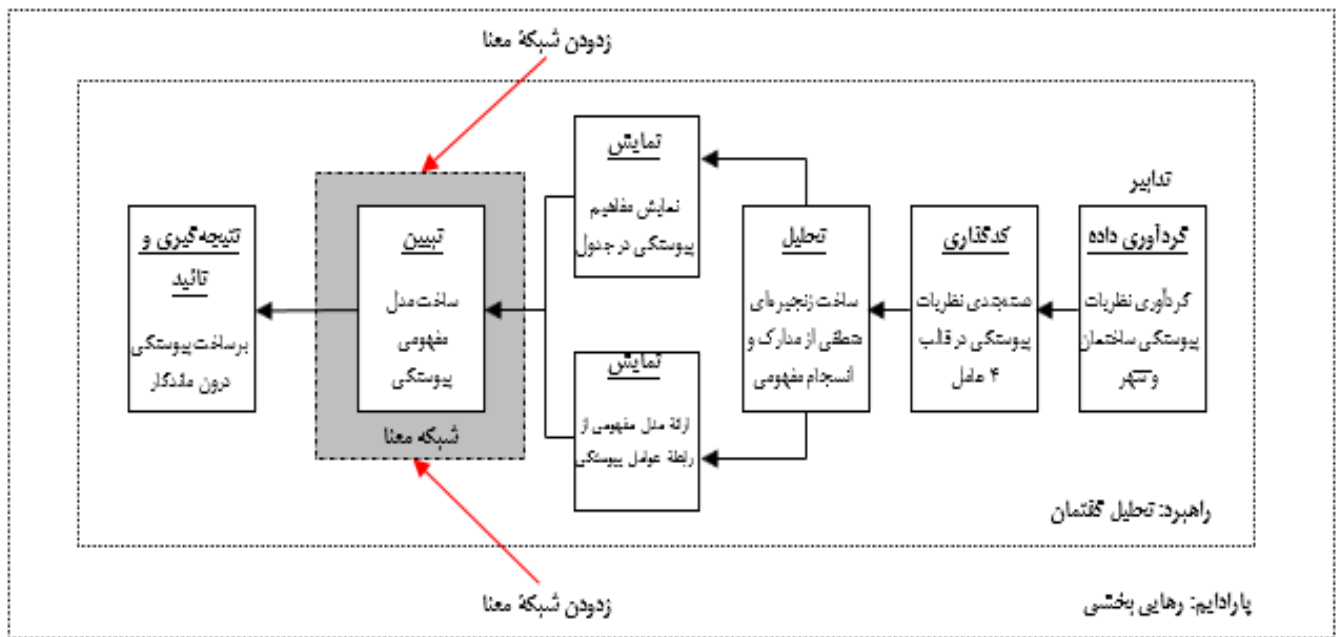 زدودن شبکهٔ معنا
تدابیر
گردآوری داده
گردآوری نظریات
پیوستگی ساختمان
و شهر
کدگذاری
دسته‌بندی نظریات
پیوستگی در قالب
۴ عامل
تحلیل
ساخت زنجیره‌ای
منطقی از مدارک و
انسجام مفهومی
نمایش
نمایش مفاهیم
پیوستگی در جدول
نمایش
ارائهٔ مدل مفهومی از
رابطهٔ عوامل پیوستگی
تبیین
ساخت مدل
مفهومی
پیوستگی
شبکه معنا
نتیجه‌گیری و
تائید
برساخت پیوستگی
درون ماندگار
راهبرد: تحلیل گفتمان
زدودن شبکهٔ معنا
پارادایم: رهایی بخشی